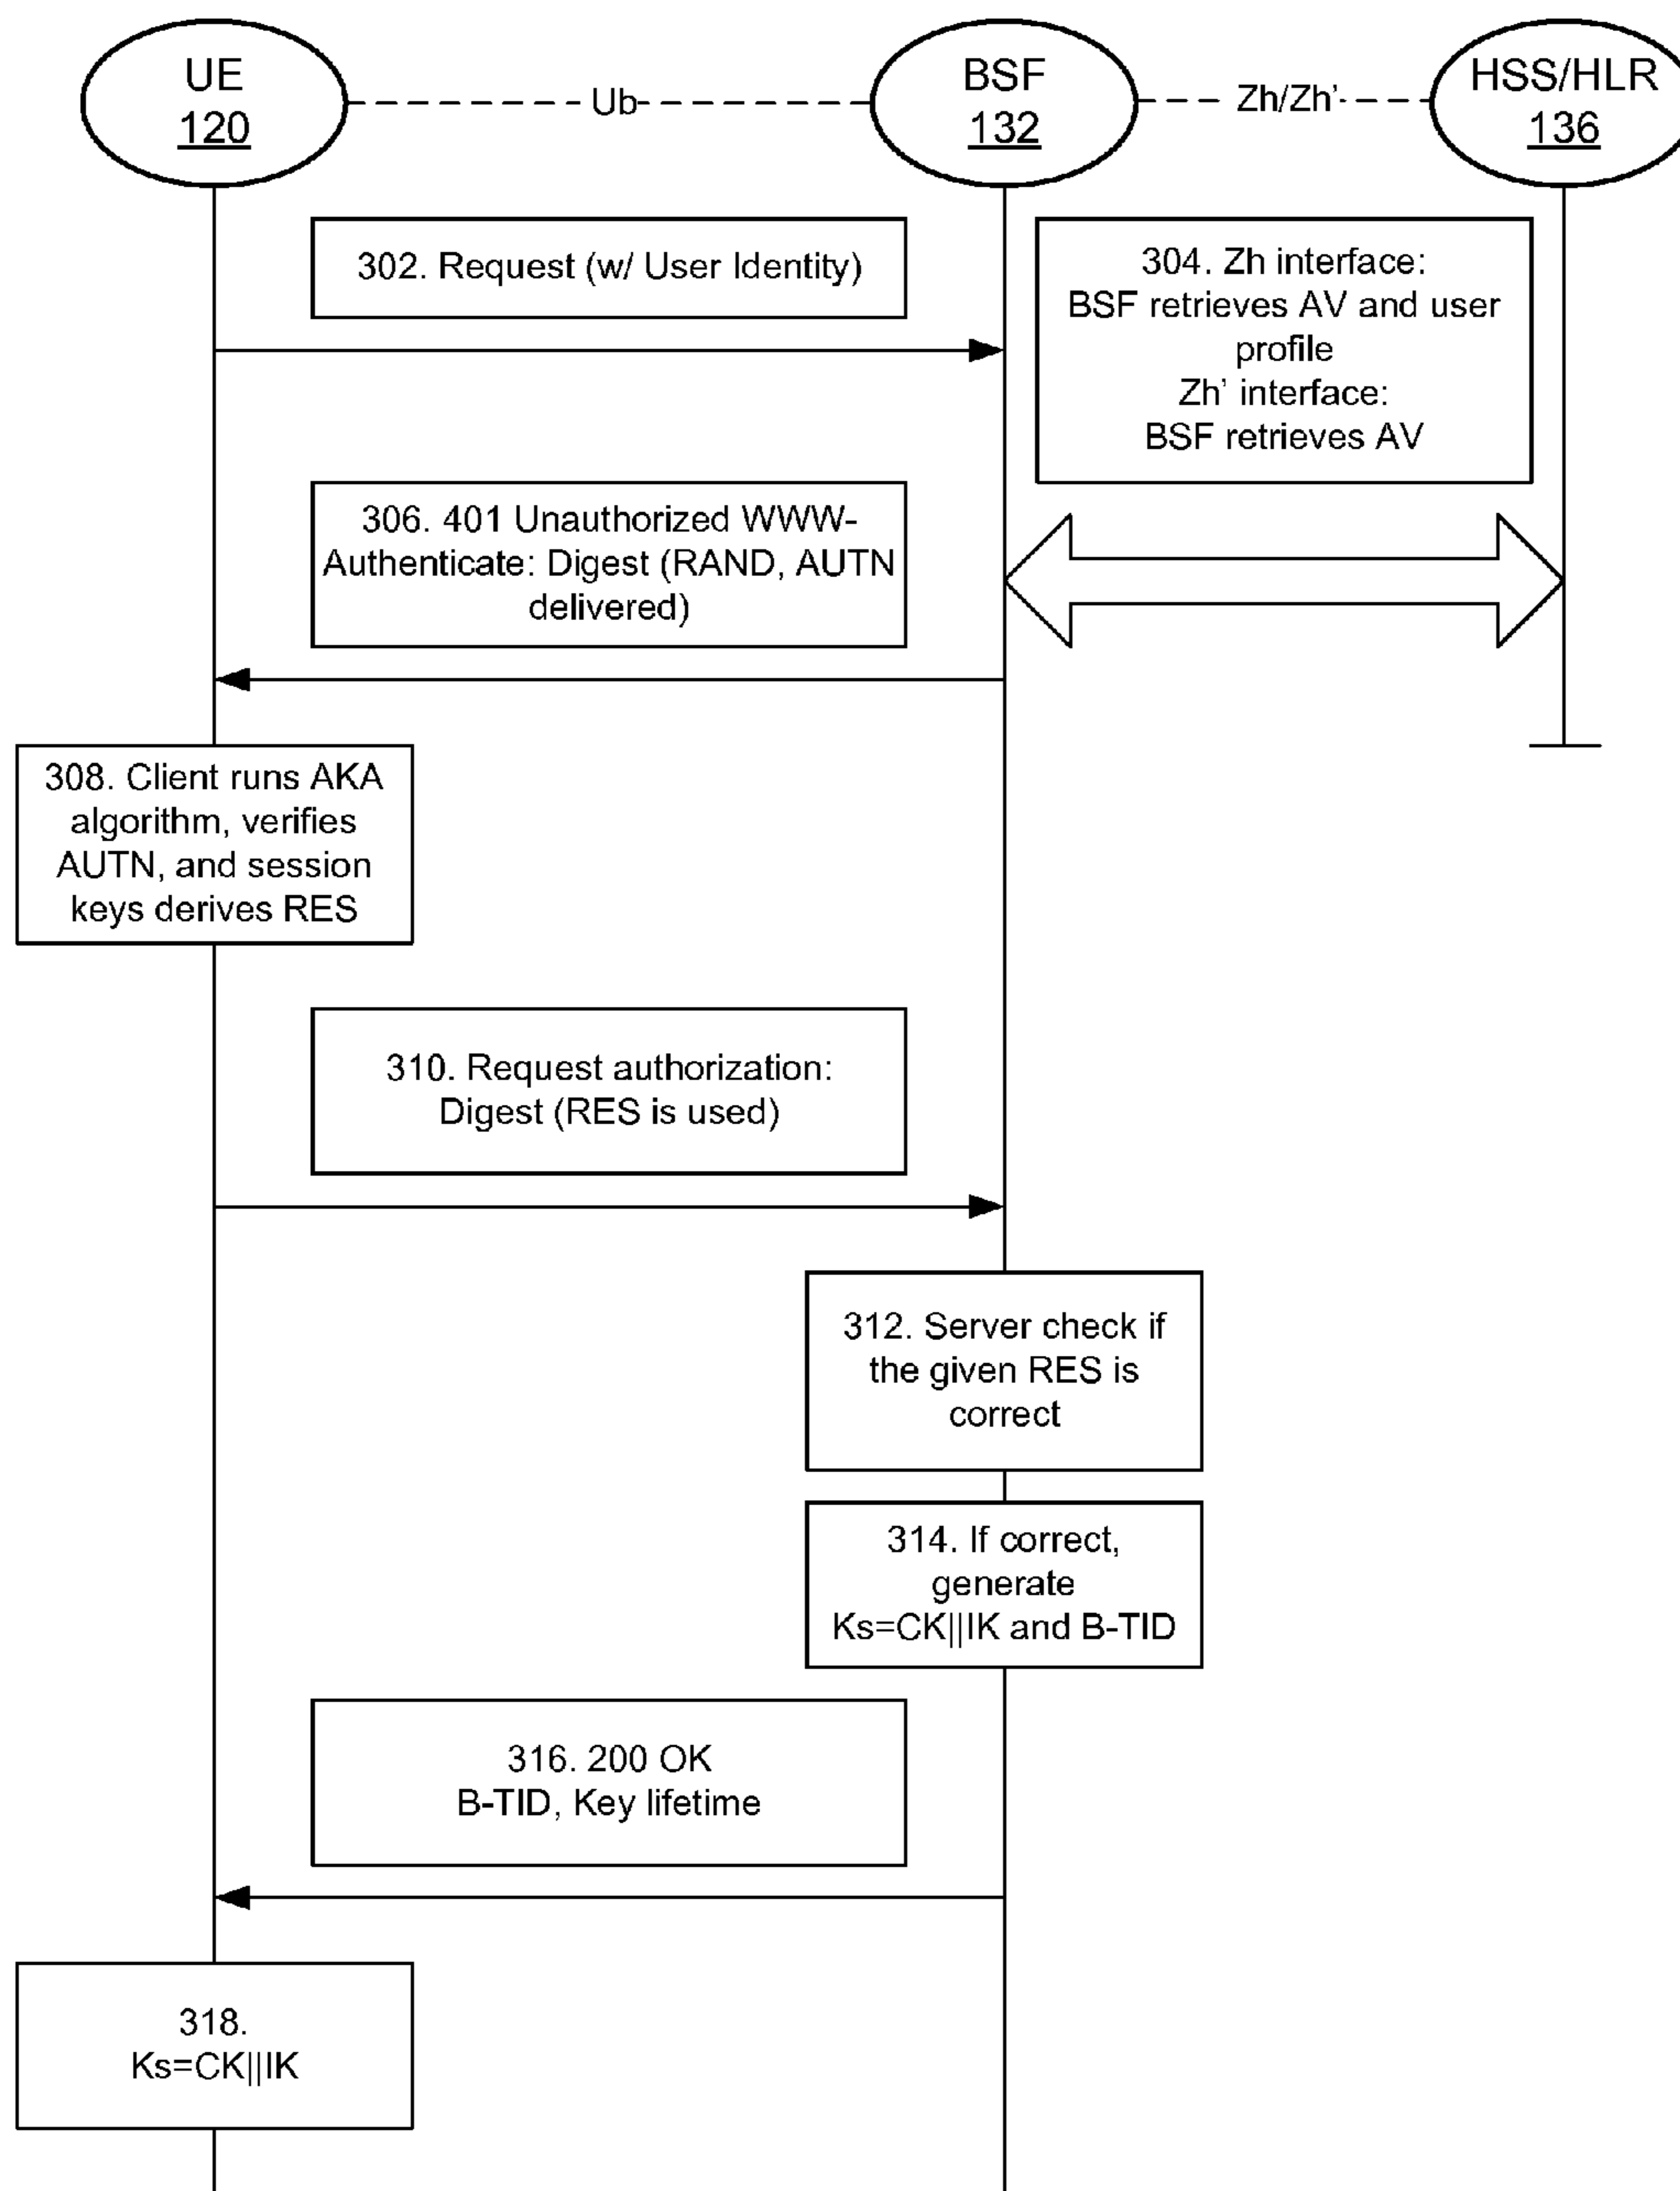 UE
120
Ub
BSF
132
Zh/Zh'
HSS/HLR
136
302. Request (w/ User Identity)
304. Zh interface:
BSF retrieves AV and user
profile
Zh' interface:
BSF retrieves AV
306. 401 Unauthorized WWW-
Authenticate: Digest (RAND, AUTN
delivered)
308. Client runs AKA
algorithm, verifies
AUTN, and session
keys derives RES
310. Request authorization:
Digest (RES is used)
312. Server check if
the given RES is
correct
314. If correct,
generate
Ks=CK||IK and B-TID
316. 200 OK
B-TID, Key lifetime
318.
Ks=CK||IK